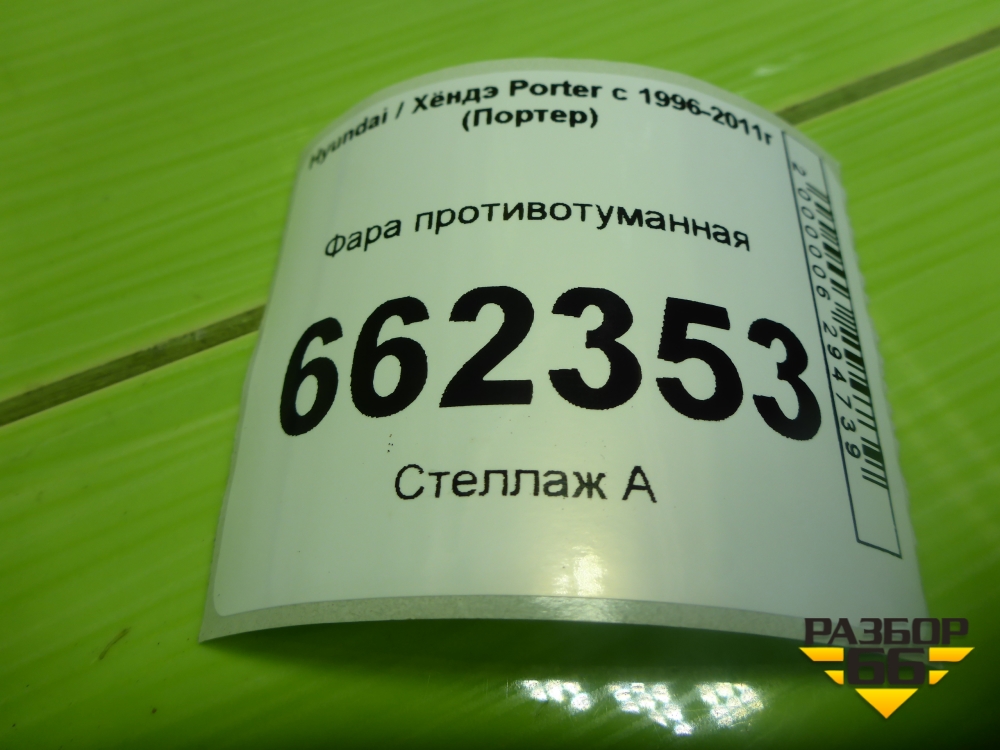 Hyundai / Хёндэ Porter с 1996-2011г
(Портер)
Фара противотуманная
662353
Стеллаж А
2000006294739
РАЗБОР
66